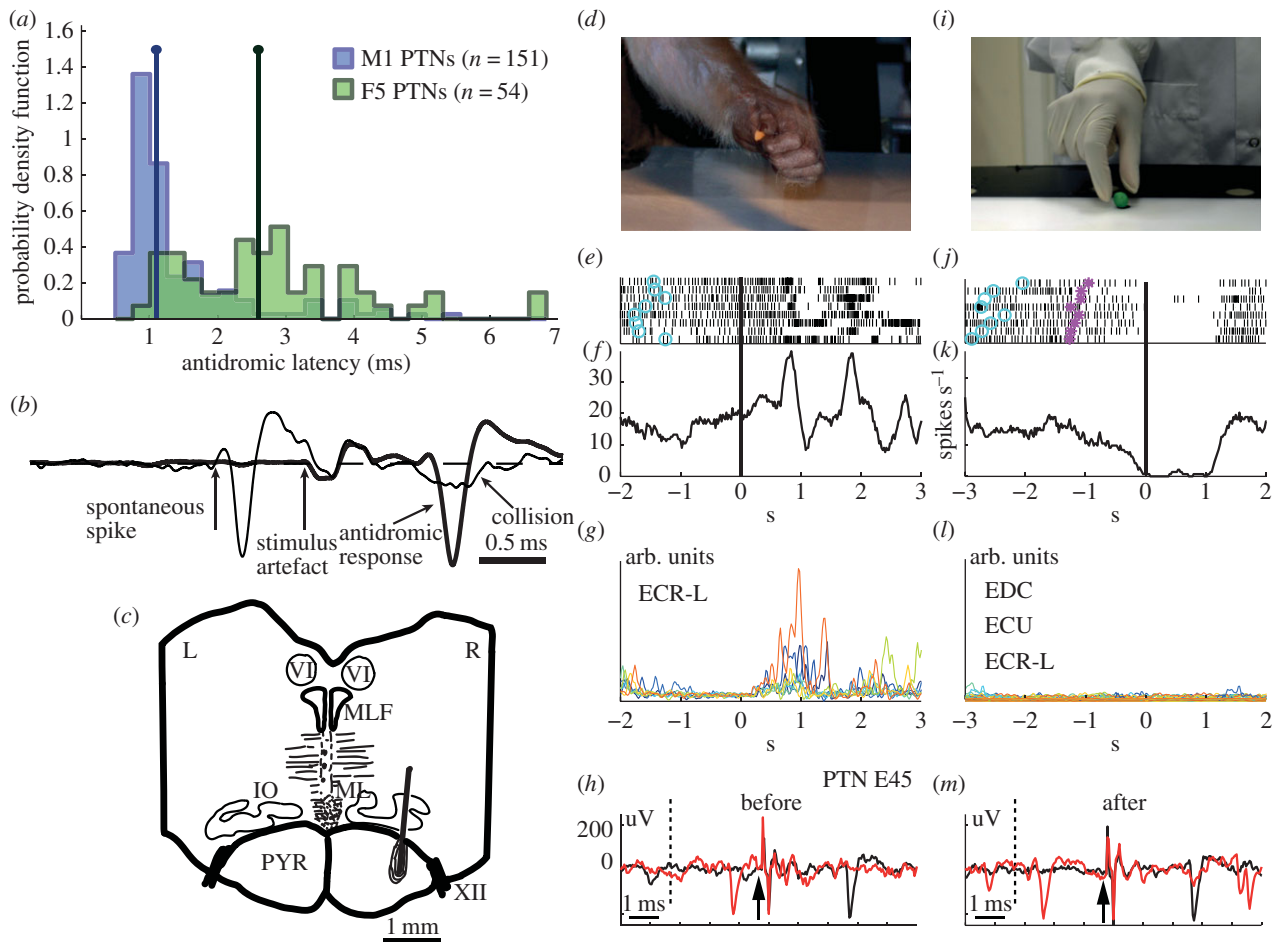 (a)
probability density function
1.6
1.4
1.2
1.0
0.8
0.6
0.4
0.2
0
1 2 3 4 5 6 7
antidromic latency (ms)
M1 PTNs (n = 151)
F5 PTNs (n = 54)
(b)
spontaneous
spike
stimulus
artefact
antidromic
response
collision
0.5 ms
(c)
L
R
VI
VI
MLF
IO
ML
PYR
XII
1 mm
(d)
(e)
(f)
30
20
10
0
−2 −1 0 1 2 3
s
(g)
arb. units
ECR-L
−2 −1 0 1 2 3
s
(h)
PTN E45
before
uV
200
0
1 ms
(i)
(j)
(k)
spikes s−1
0
−3 −2 −1 0 1 2
s
(l)
arb. units
EDC
ECU
ECR-L
−3 −2 −1 0 1 2
s
(m)
after
uV
1 ms